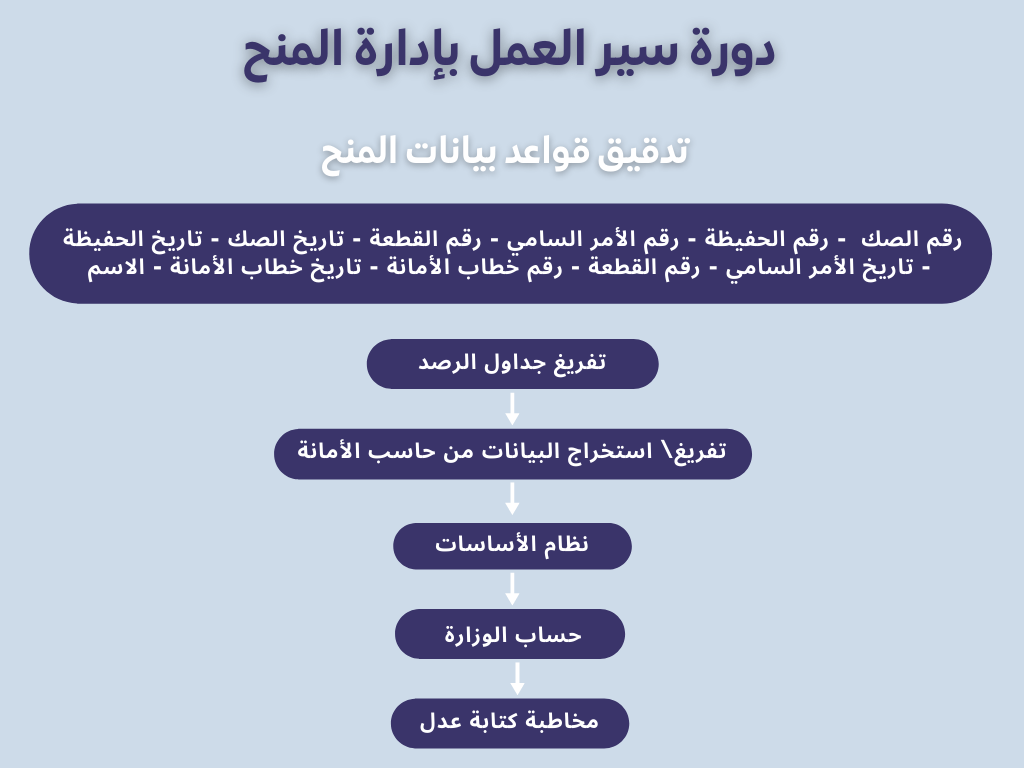 دورة سير العمل بإدارة المنح
تدقيق قواعد بيانات المنح
رقم الصك - رقم الحفيظة - رقم الأمر السامي - رقم القطعة - تاريخ الصك - تاريخ الحفيظة
- تاريخ الأمر السامي - رقم القطعة - رقم خطاب الأمانة - تاريخ خطاب الأمانة - الاسم
تفريغ جداول الرصد
تفريغ\ استخراج البيانات من حاسب الأمانة
نظام الأساسات
حساب الوزارة
مخاطبة كتابة عدل